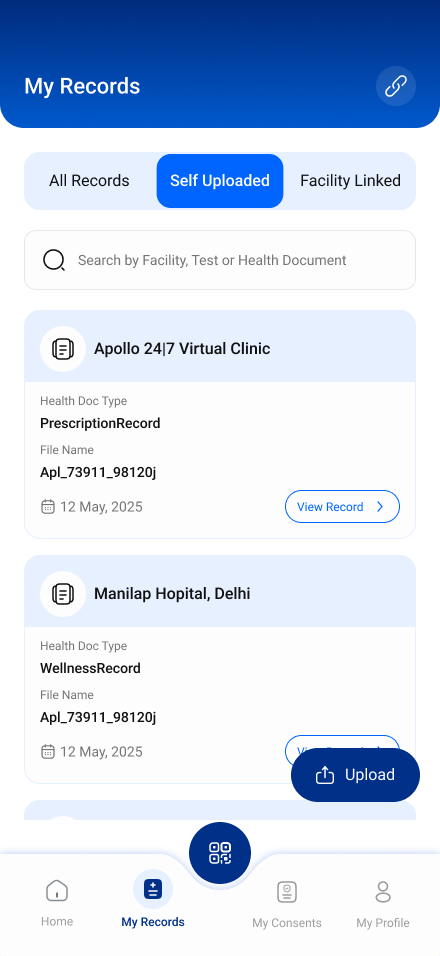 My Records
All Records
Self Uploaded
Facility Linked
Search by Facility, Test or Health Document
Apollo 24|7 Virtual Clinic
Health Doc Type
PrescriptionRecord
File Name
Apl_73911_98120j
12 May, 2025
View Record
Manilap Hopital, Delhi
Health Doc Type
WellnessRecord
File Name
Apl_73911_98120j
12 May, 2025
Upload
Home
My Records
My Consents
My Profile